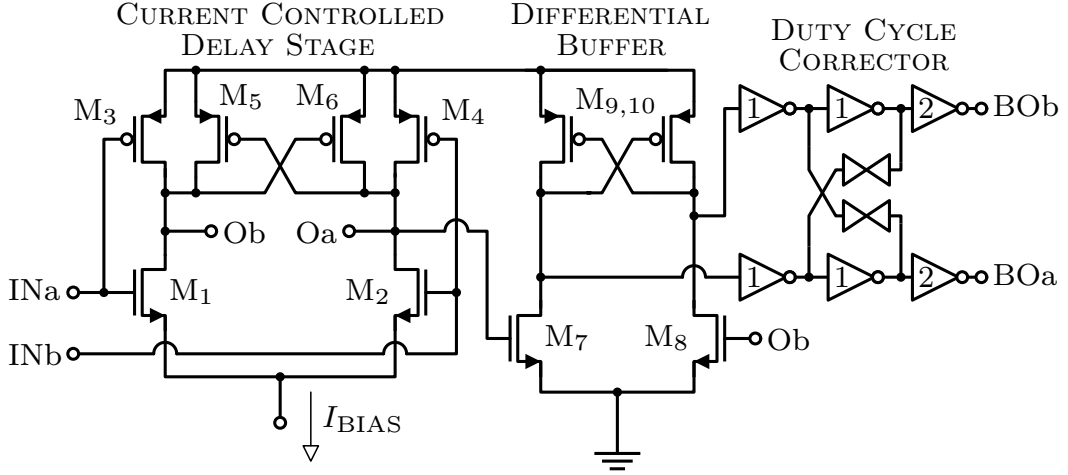 CURRENT CONTROLLED
DELAY STAGE
DIFFERENTIAL
BUFFER
DUTY CYCLE
CORRECTOR
M3
M5
M6
M4
M9,10
1
1
2
BOb
Ob
Oa
INa
M1
M2
1
1
2
BOa
INb
M7
M8
Ob
IBIAS